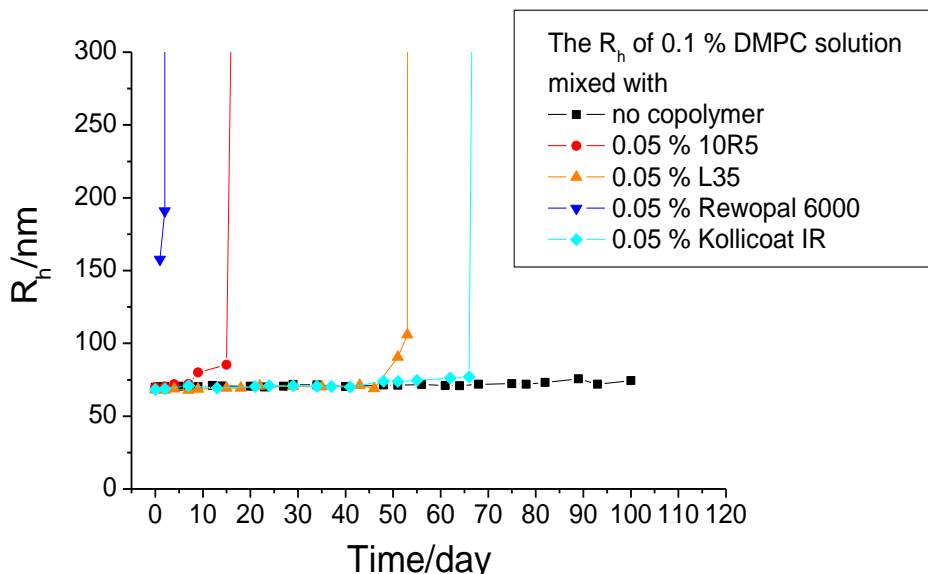 The R_h of 0.1 % DMPC solution
mixed with
no copolymer
0.05 % 10R5
0.05 % L35
0.05 % Rewopal 6000
0.05 % Kollicoat IR
R_h/nm
300
250
200
150
100
50
0
0 10 20 30 40 50 60 70 80 90 100 110 120
Time/day